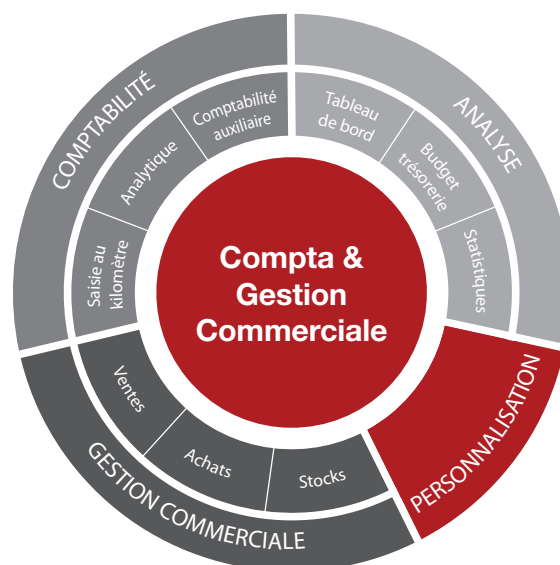 COMPTABILITÉ
Saisie au
kilomètre
Analytique
Comptabilité
auxiliaire
ANALYSE
Tableau
de bord
Budget
trésorerie
Statistiques
Compta &
Gestion
Commerciale
PERSONNALISATION
GESTION COMMERCIALE
Ventes
Achats
Stocks